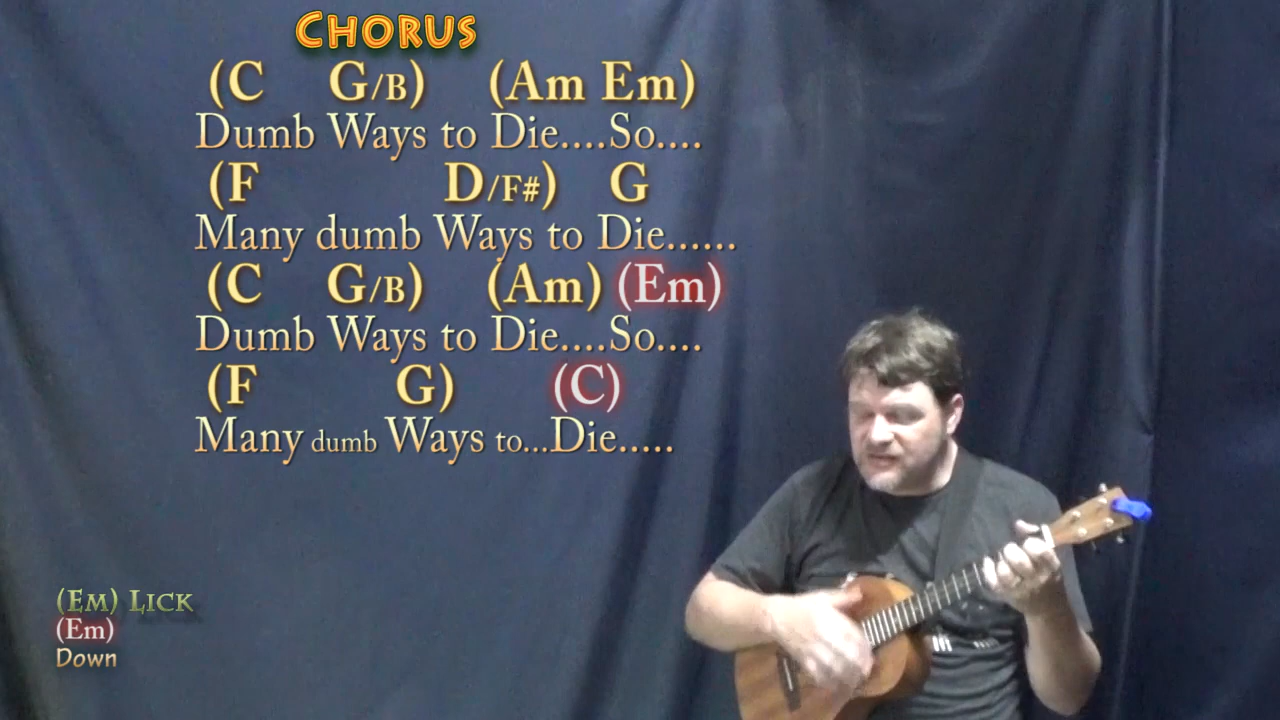 CHORUS
(C G/B) (Am Em)
Dumb Ways to Die....So....
(F D/F#) G
Many dumb Ways to Die......
(C G/B) (Am) (Em)
Dumb Ways to Die....So....
(F G) (C)
Many dumb Ways to...Die.....
(EM) LICK
(Em)
Down